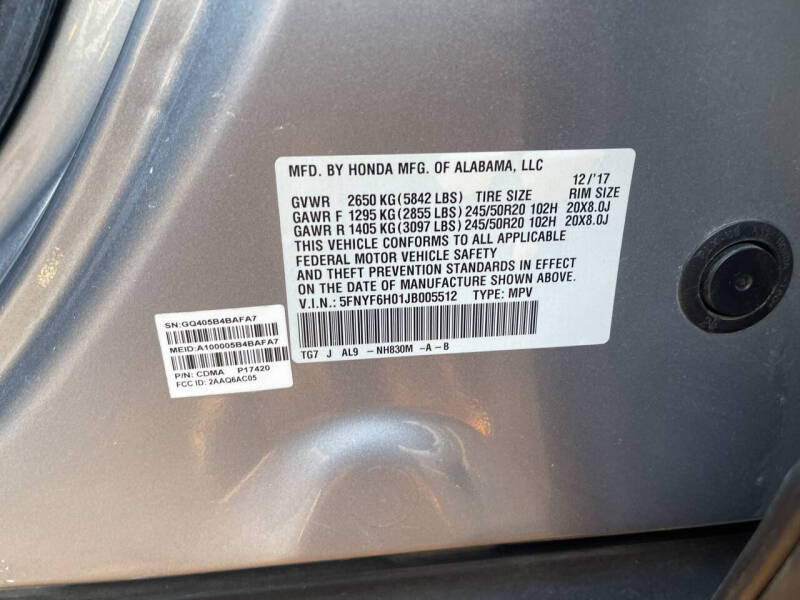 MFD. BY HONDA MFG. OF ALABAMA, LLC
12/'17
GVWR 2650 KG (5842 LBS) TIRE SIZE RIM SIZE
GAWR F 1295 KG (2855 LBS) 245/50R20 102H 20X8.0J
GAWR R 1405 KG (3097 LBS) 245/50R20 102H 20X8.0J
THIS VEHICLE CONFORMS TO ALL APPLICABLE
FEDERAL MOTOR VEHICLE SAFETY
AND THEFT PREVENTION STANDARDS IN EFFECT
ON THE DATE OF MANUFACTURE SHOWN ABOVE.
V.I.N.: 5FNYF6H01JB005512 TYPE: MPV
TG7 J AL9 -NH830M -A-B
SN:GQ405B4BAFA7
MEID:A100005B4BAFA7
P/N: CDMA P17420
FCC ID: 2AAQ6AC05